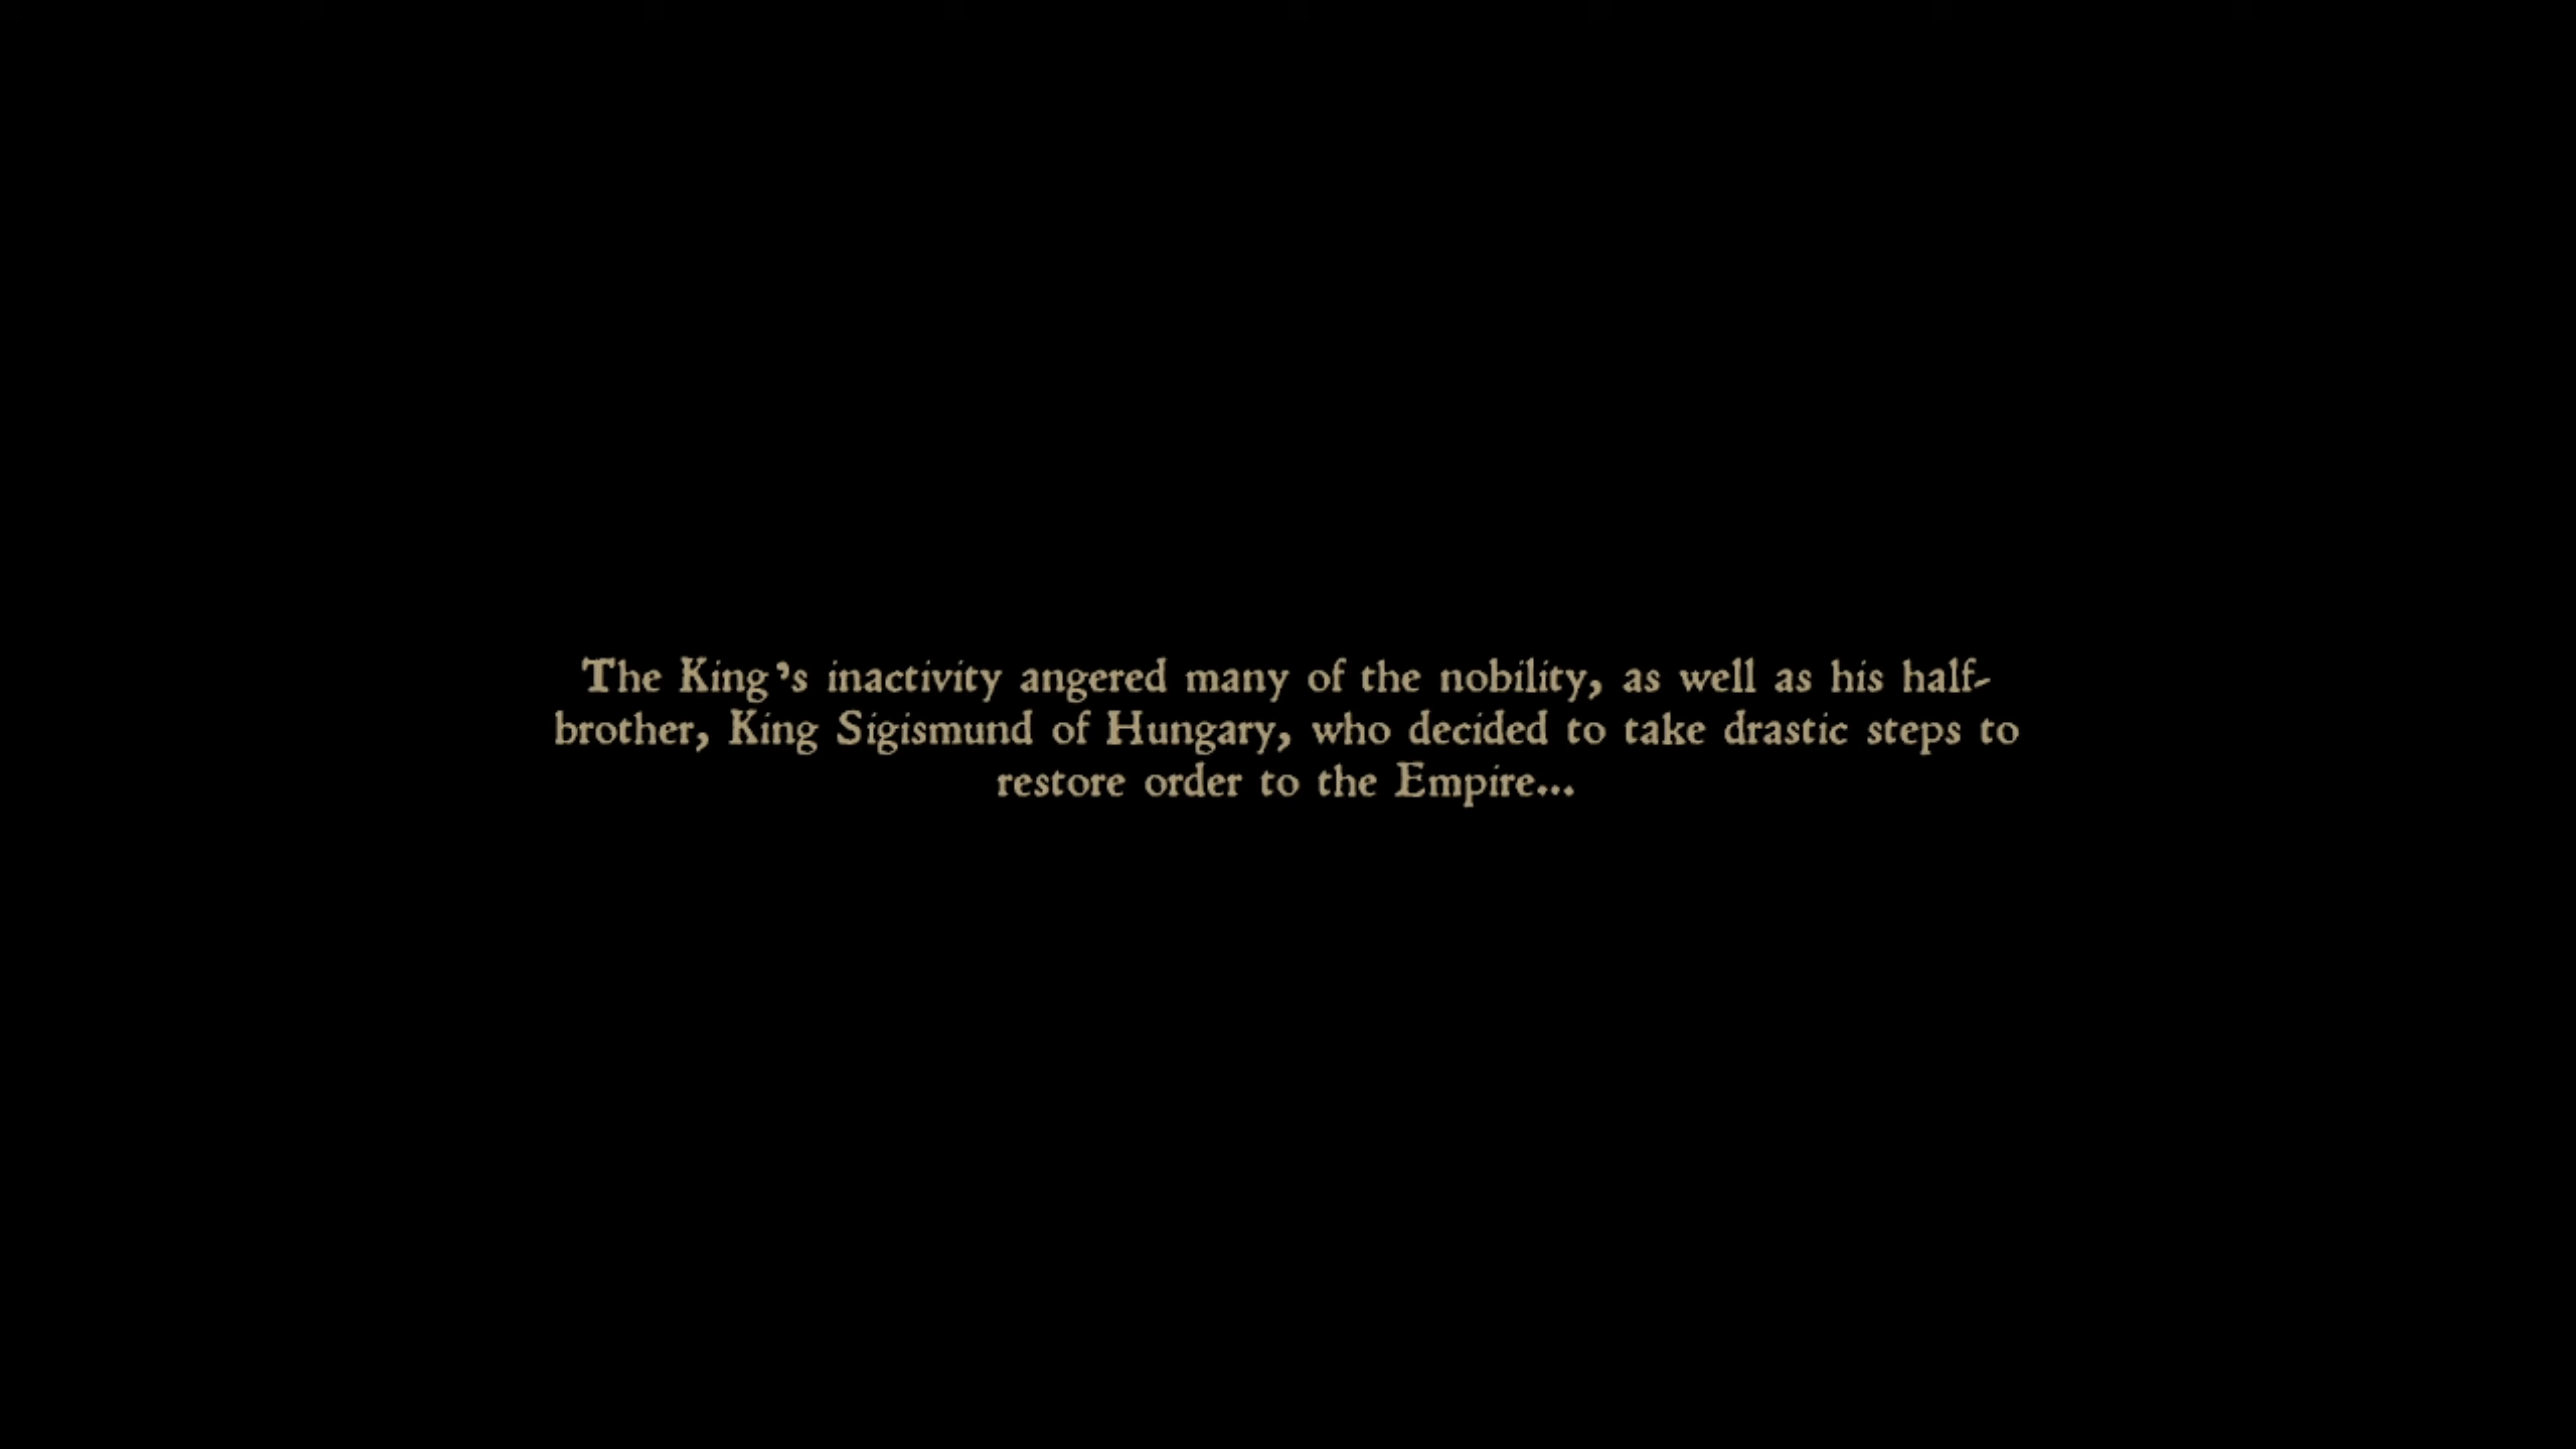 The King's inactivity angered many of the nobility, as well as his half-
brother, King Sigismund of Hungary, who decided to take drastic steps to
restore order to the Empire...